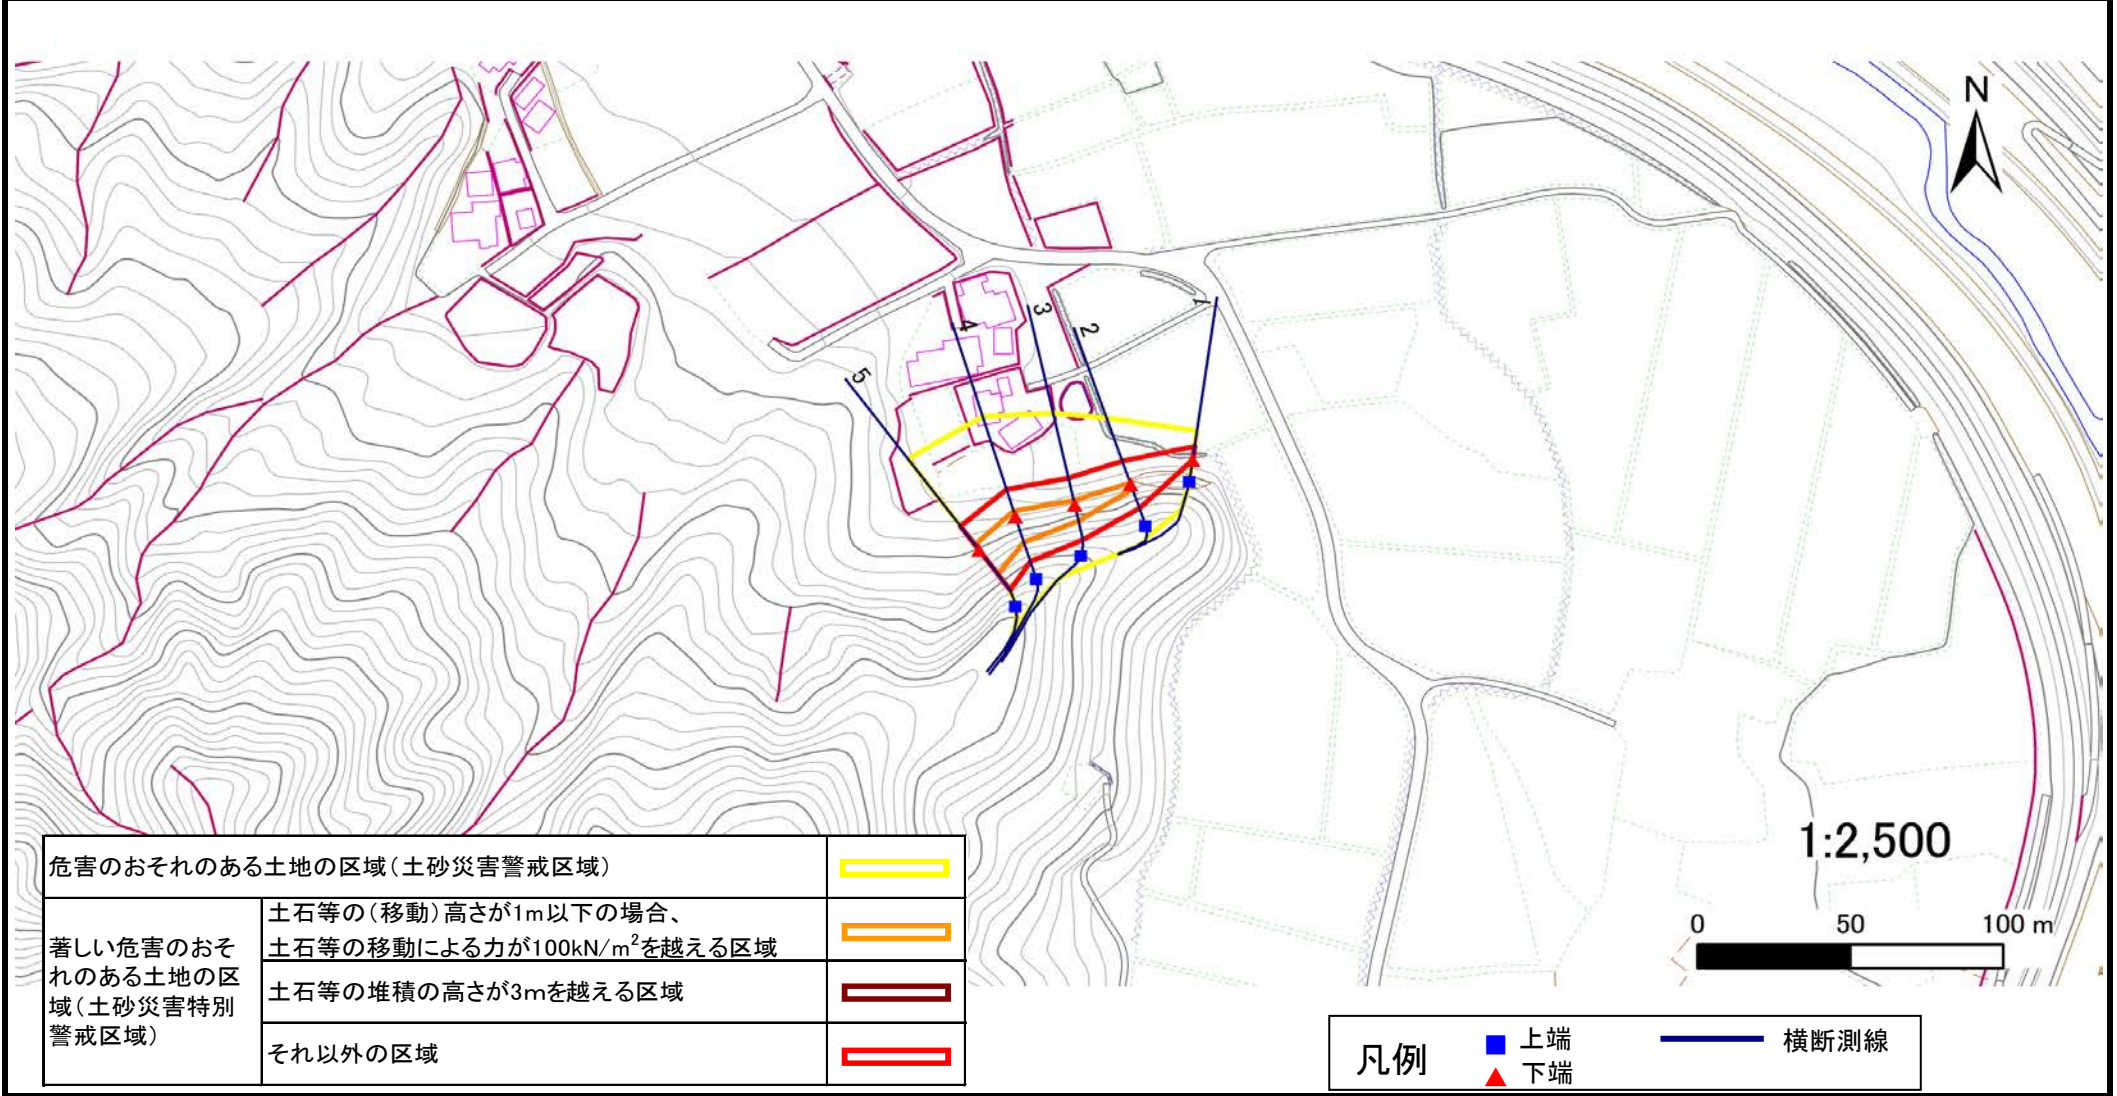 N
1
2
3
4
5
1:2,500
0 50 100 m
危害のおそれのある土地の区域(土砂災害警戒区域)
著しい危害のおそ
れのある土地の区
域(土砂災害特別
警戒区域)
土石等の(移動)高さが1m以下の場合、
土石等の移動による力が100kN/m²を越える区域
土石等の堆積の高さが3mを越える区域
それ以外の区域
凡例
上端
下端
横断測線